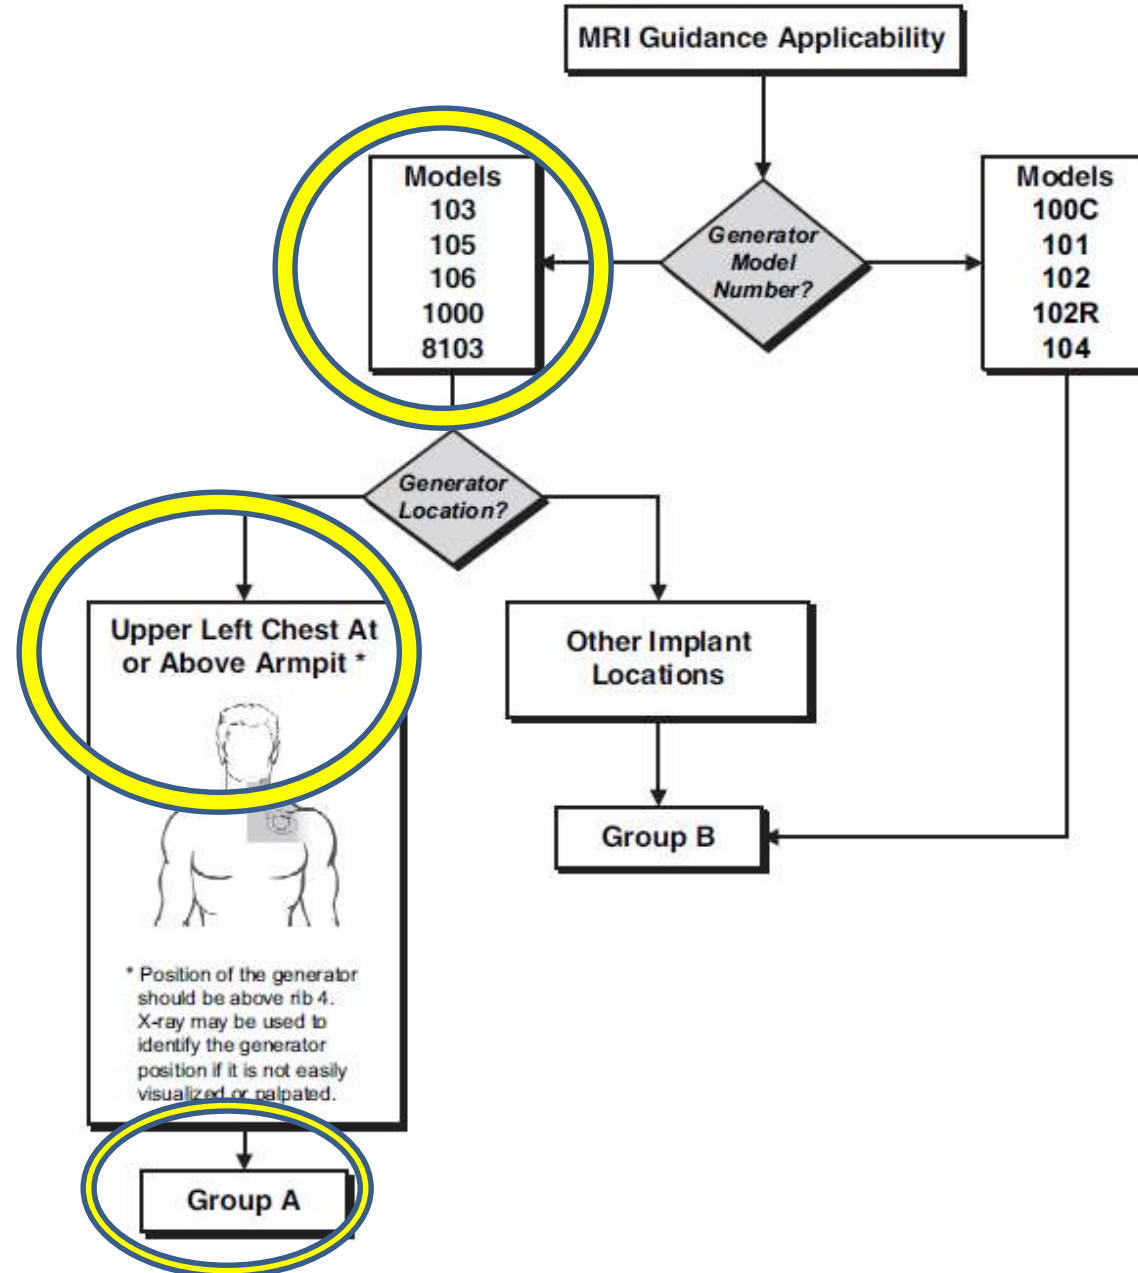 MRI Guidance Applicability
Models
103
105
106
1000
8103
Generator
Model
Number?
Models
100C
101
102
102R
104
Generator
Location?
Upper Left Chest At
or Above Armpit *
Other Implant
Locations
Group B
* Position of the generator
should be above rib 4.
X-ray may be used to
identify the generator
position if it is not easily
visualized or palpated.
Group A